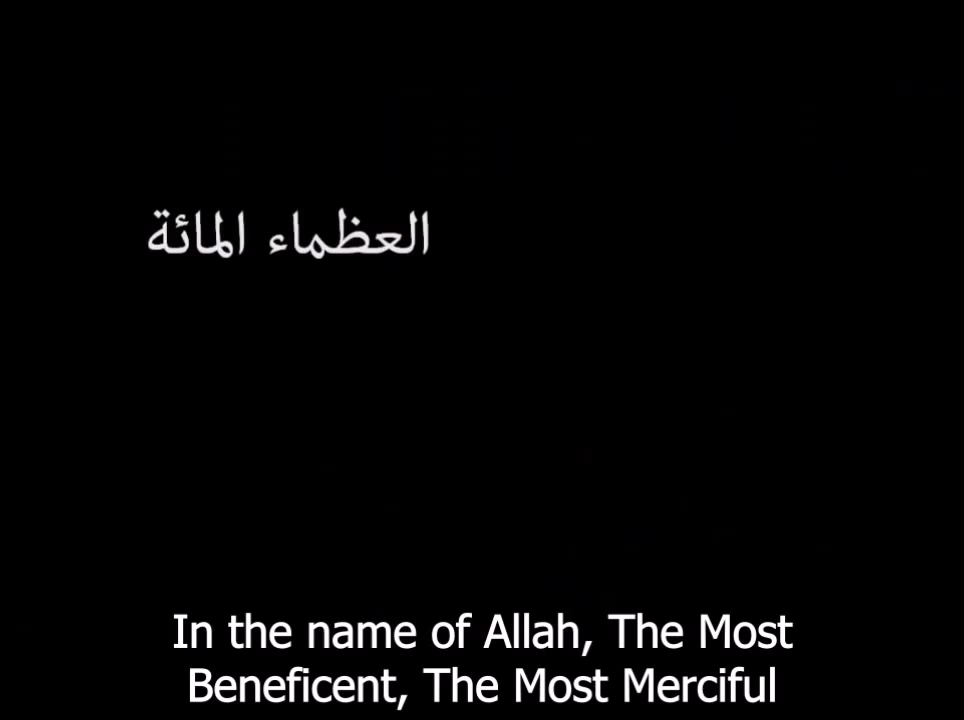 العظماء المائة
In the name of Allah, The Most
Beneficent, The Most Merciful